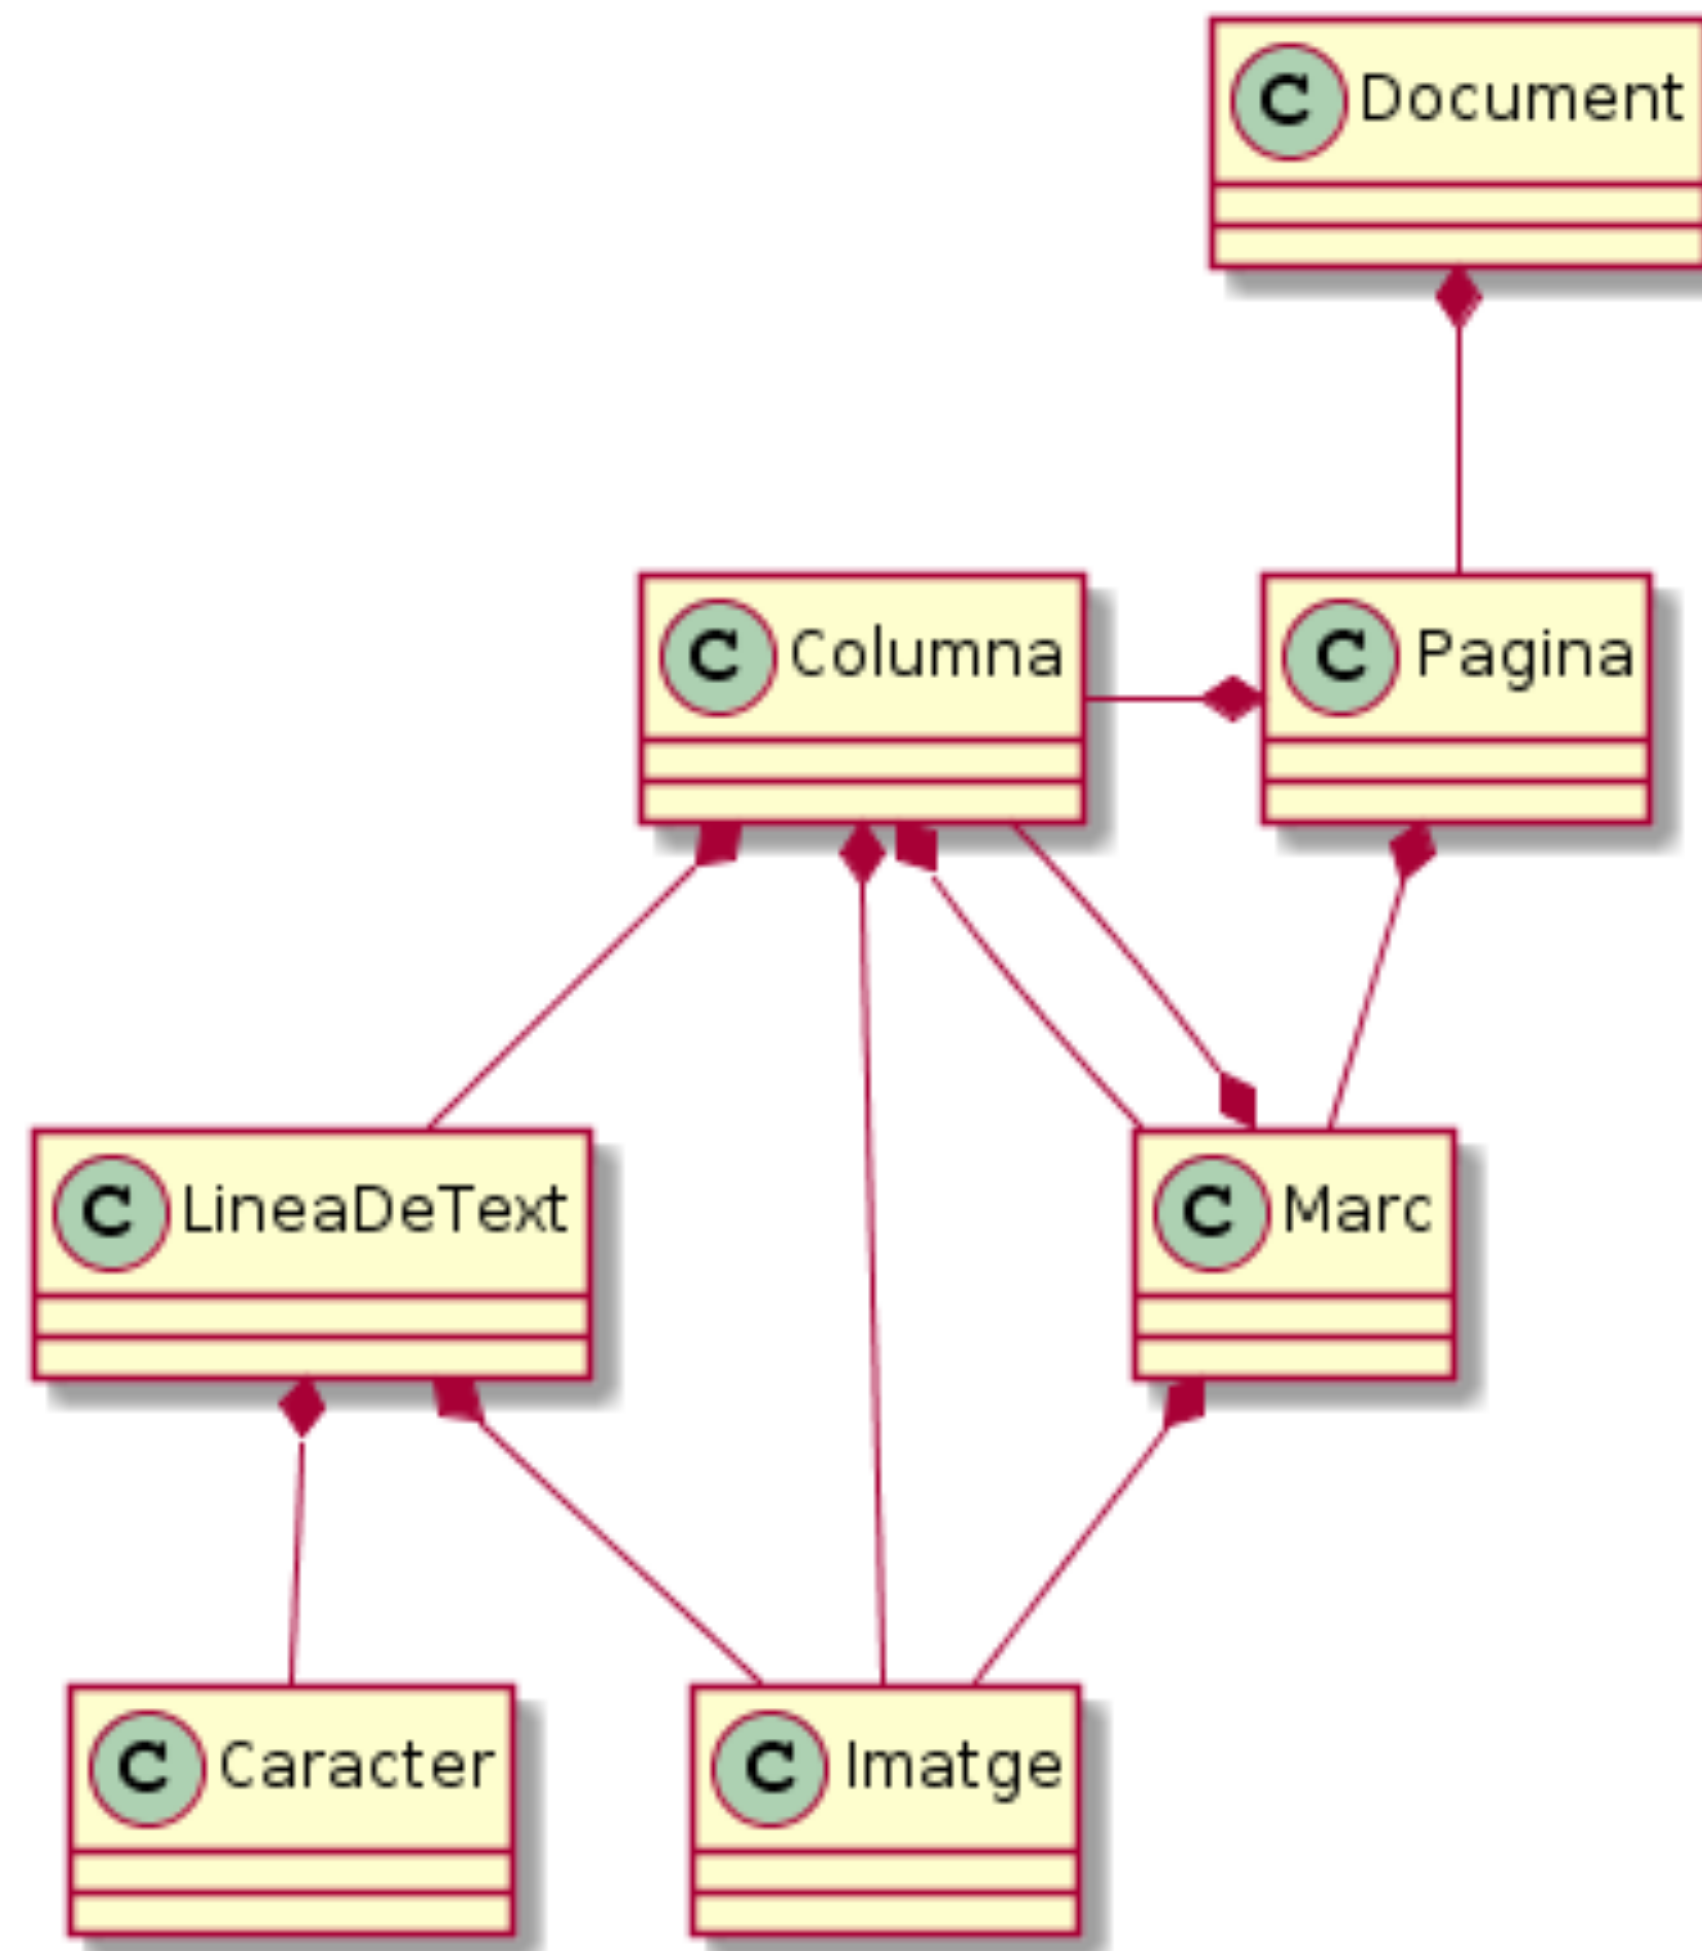 C Document
C Columna
C Pagina
C LineaDeText
C Marc
C Caracter
C Imatge